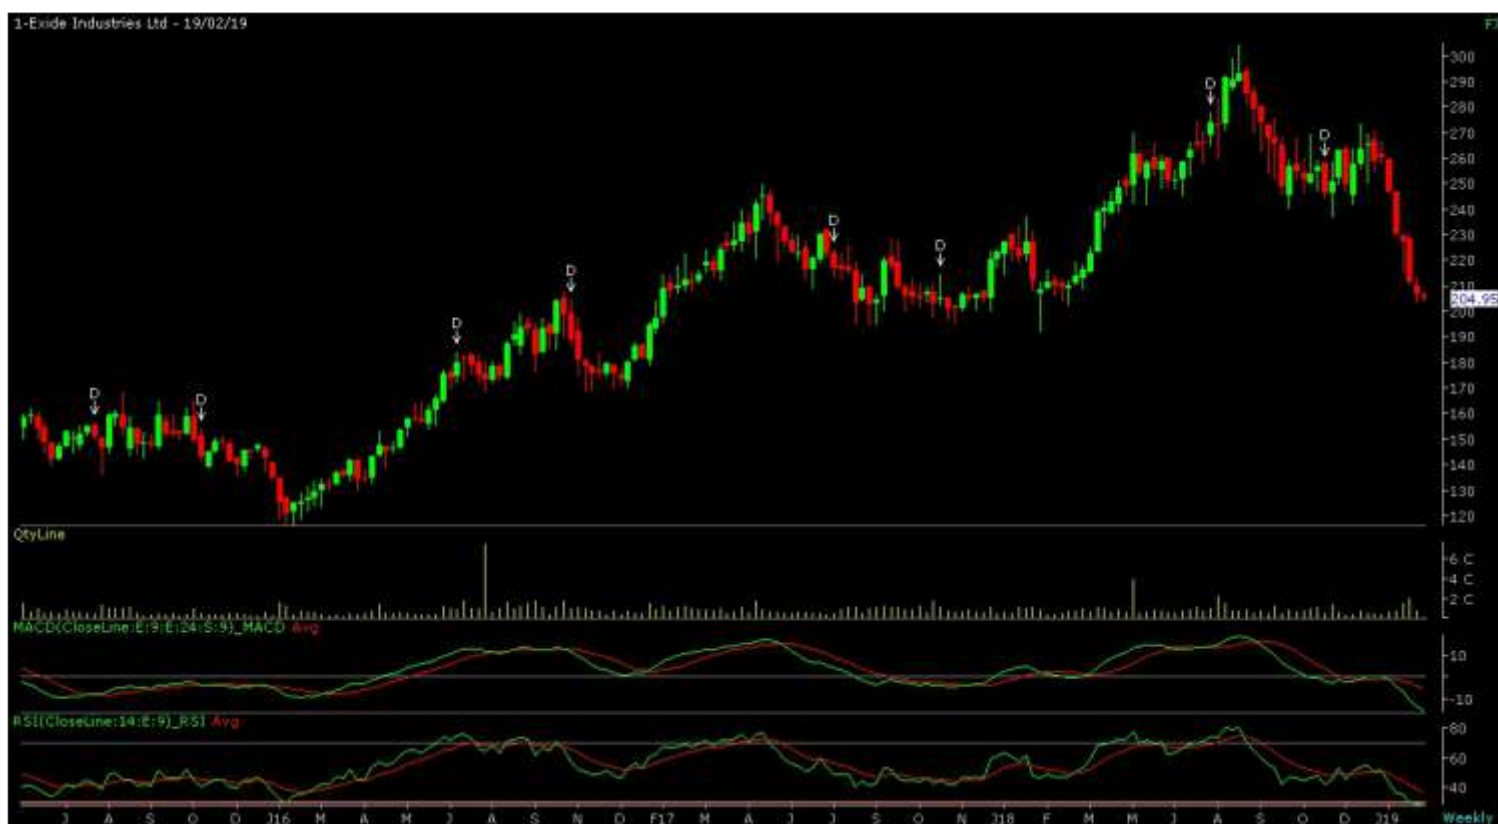 1-Exide Industries Ltd - 19/02/19
D D D D D D D D
300
290
280
270
260
250
240
230
220
210
204.95
200
190
180
170
160
150
140
130
120
QtyLine
6 C
4 C
2 C
MACD(CloseLine:E:9:E:24:S:9)_MACD Avg
10
-10
RSI(CloseLine:14:E:9)_RSI Avg
80
60
40
J A S O D J16 M A M J A S N D F17 M A J J S O N J18 F M M J A S O D J19 Weekly